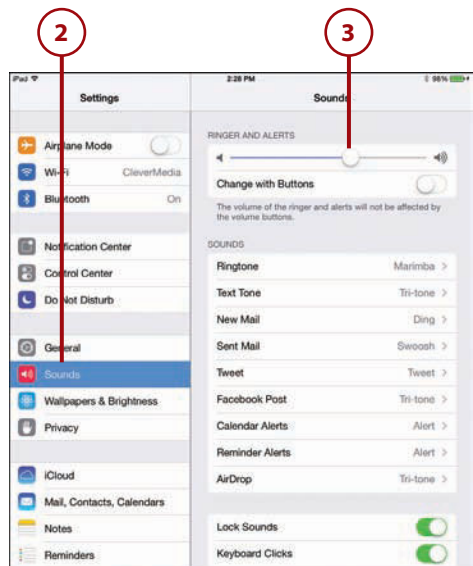 2
3
iPad
2:28 PM
96%
Settings
Sounds
Airplane Mode
Wi-Fi CleverMedia
Bluetooth On
Notification Center
Control Center
Do Not Disturb
General
Sounds
Wallpapers & Brightness
Privacy
iCloud
Mail, Contacts, Calendars
Notes
Reminders
RINGER AND ALERTS
Change with Buttons
The volume of the ringer and alerts will not be affected by
the volume buttons.
SOUNDS
Ringtone Marimba >
Text Tone Tri-tone >
New Mail Ding >
Sent Mail Swoosh >
Tweet Tweet >
Facebook Post Tri-tone >
Calendar Alerts Alert >
Reminder Alerts Alert >
AirDrop Tri-tone >
Lock Sounds
Keyboard Clicks